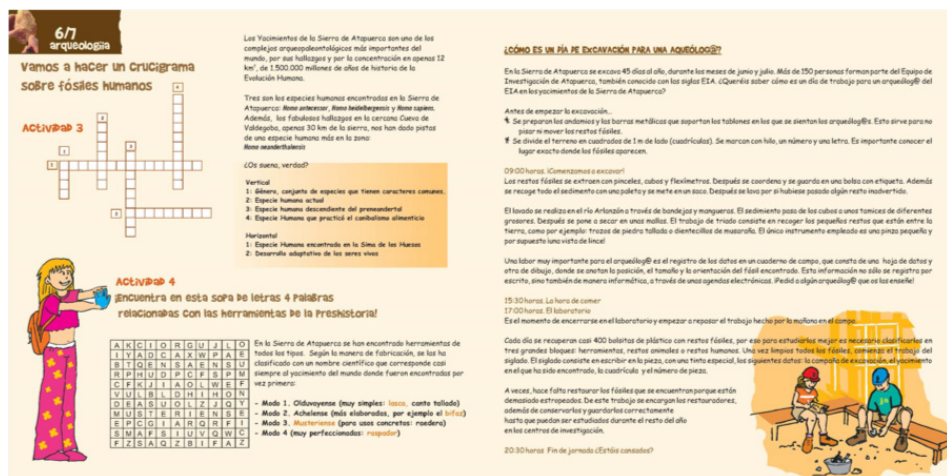 6/7
arqueología
Vamos a hacer un crucigrama
sobre fósiles humanos
Actividad 3
Los Yacimientos de la Sierra de Atapuerca son uno de los
complejos arqueopaleontológicos más importantes del
mundo, por sus hallazgos y por la concentración en apenas 12
km², de 1.500.000 millones de años de historia de la
Evolución Humana.
Tres son las especies humanas encontradas en la Sierra de
Atapuerca: Homo antecessor, Homo heidelbergensis y Homo sapiens.
Además, los fabulosos hallazgos en la cercana Cueva de
Valdegoba, apenas 30 km de la sierra, nos han dado pistas
de una especie humana más en la zona:
Homo neanderthalensis
¿Os suena, verdad?
Vertical
1: Género, conjunto de especies que tienen caracteres comunes.
2: Especie humana actual
3: Especie humana descendiente del preneandertal
4: Especie Humana que practicó el canibalismo alimenticio
Horizontal
1: Especie Humana encontrada en la Sima de los Huesos
2: Desarrollo adaptativo de los seres vivos
Actividad 4
¡Encuentra en esta sopa de letras 4 palabras
relacionadas con las herramientas de la Prehistoria!
A K C I O R G U J L O
I Y A D C A X W P A E
B T Q E N S A E N S U
R P H U D P C F S P M
C F K J I A O L W E F
V U L B L D H I H O N
D E A S U O L Z J Q Y
M U S T E R I E N S E
E P C G I A R Q R F I
S M A F S I U V Q W C
F Z S A Q Z B I F A Z
En la Sierra de Atapuerca se han encontrado herramientas de
todos los tipos. Según la manera de fabricación, se las ha
clasificado con un nombre científico que corresponde casi
siempre al yacimiento del mundo donde fueron encontradas por
vez primera:
- Modo 1. Olduvayense (muy simples: lasca, canto tallado)
- Modo 2. Achelense (más elaborados, por ejemplo el bifaz)
- Modo 3. Musteriense (para usos concretos: raedera)
- Modo 4 (muy perfeccionadas: raspador)
¿CÓMO ES UN DÍA DE EXCAVACIÓN PARA UNA AQUEÓLOG@?
En la Sierra de Atapuerca se excava 45 días al año, durante los meses de junio y julio. Más de 150 personas forman parte del Equipo de
Investigación de Atapuerca, también conocido como las siglas EIA. ¿Queréis saber cómo es un día de trabajo para un arqueólog@ del
EIA en los yacimientos de la Sierra de Atapuerca?
Antes de empezar la excavación...
Se preparan los andamios y las barras metálicas que soportan los tablones en los que se sientan los arqueólog@s. Esto sirve para no
pisar ni mover los restos fósiles.
Se divide el terreno en cuadrados de 1 m de lado (cuadrículas). Se marcan con hilo, un número y una letra. Es importante conocer el
lugar exacto donde los fósiles aparecen.
09:00 horas. ¡Comenzamos a excavar!
Los restos fósiles se extraen con pinceles, cubos y flexímetros. Después se coordena y se guarda en una bolsa con etiqueta. Además
se recoge todo el sedimento con una paleta y se mete en un saco. Después se lava por si hubiese pasado algún resto inadvertido.
El lavado se realiza en el río Arlanzón a través de bandejas y mangueras. El sedimento pasa de los cubos a unos tamices de diferentes
grosores. Después se pone a secar en unas mallas. El trabajo de triado consiste en recoger los pequeños restos que están entre la
tierra, como por ejemplo: trozos de piedra tallada o dientecillos de musaraña. El único instrumento empleado es una pinza pequeña y
por supuesto ¡una vista de lince!
Una labor muy importante para el arqueólog@ es el registro de los datos en un cuaderno de campo, que consta de una hoja de datos y
otra de dibujo, donde se anotan la posición, el tamaño y la orientación del fósil encontrado. Esta información no sólo se registra por
escrito, sino también de manera informática, a través de unas agendas electrónicas. ¡Pedid a algún arqueólog@ que os las enseñe!
15:30 horas. La hora de comer
17:00 horas. El laboratorio
Es el momento de encerrarse en el laboratorio y empezar a repasar el trabajo hecho por la mañana en el campo.
Cada día se recuperan casi 400 bolsitas de plástico con restos fósiles, por eso para estudiarlos mejor es necesario clasificarlos en
tres grandes bloques: herramientas, restos animales o restos humanos. Una vez limpios todos los fósiles, comienza el trabajo del
siglado. El siglado consiste en escribir en la pieza, con una tinta especial, los siguientes datos: la campaña de excavación, el yacimiento
en el que ha sido encontrado, la cuadrícula y el número de pieza.
A veces, hace falta restaurar los fósiles que se encuentran porque están
demasiado estropeados. De este trabajo se encargan los restauradores,
además de conservarlos y guardarlos correctamente
hasta que puedan ser estudiados durante el resto del año
en los centros de investigación.
20:30 horas Fin de jornada ¿Estáis cansados?